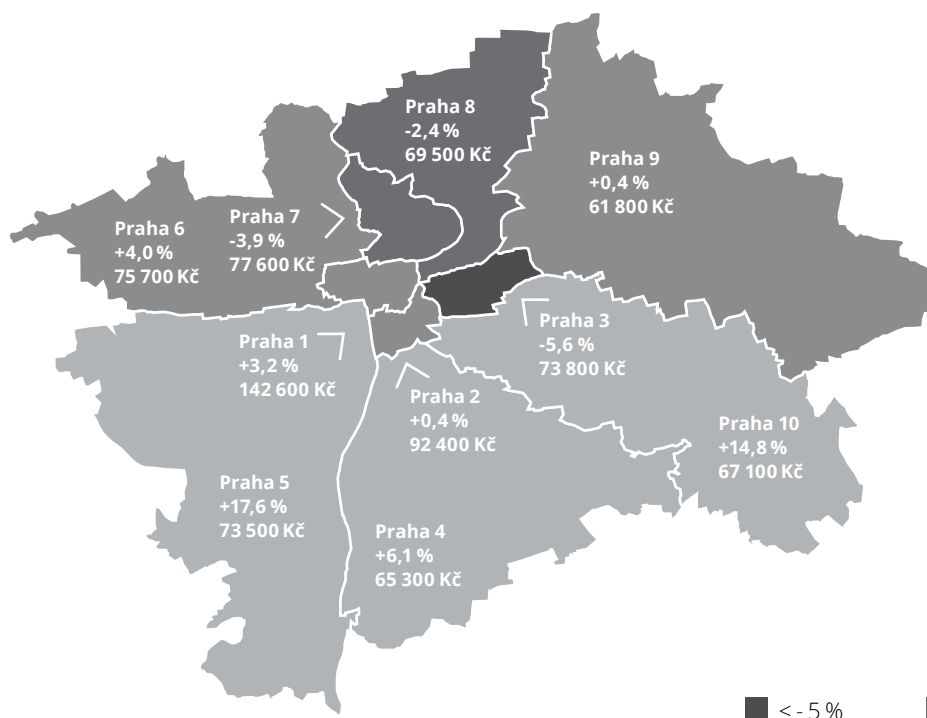 Praha 8
-2,4 %
69 500 Kč
Praha 9
+0,4 %
61 800 Kč
Praha 6
+4,0 %
75 700 Kč
Praha 7
-3,9 %
77 600 Kč
Praha 1
+3,2 %
142 600 Kč
Praha 3
-5,6 %
73 800 Kč
Praha 2
+0,4 %
92 400 Kč
Praha 10
+14,8 %
67 100 Kč
Praha 5
+17,6 %
73 500 Kč
Praha 4
+6,1 %
65 300 Kč
< - 5 %